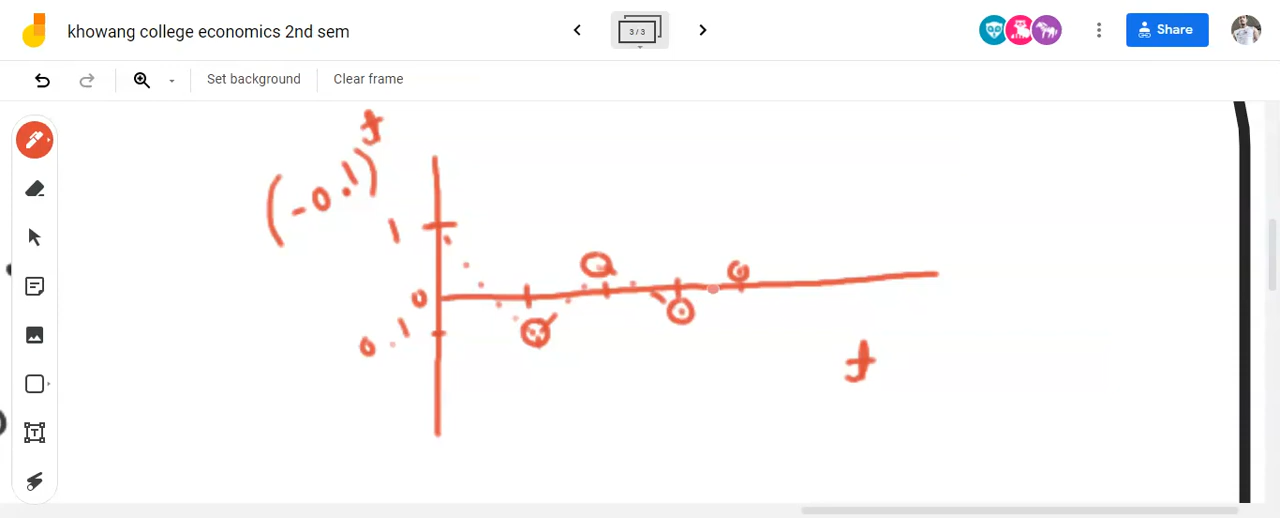 khowang college economics 2nd sem
3 / 3
Share
Set background
Clear frame
(-0.1)^t
1
0
0.1
t